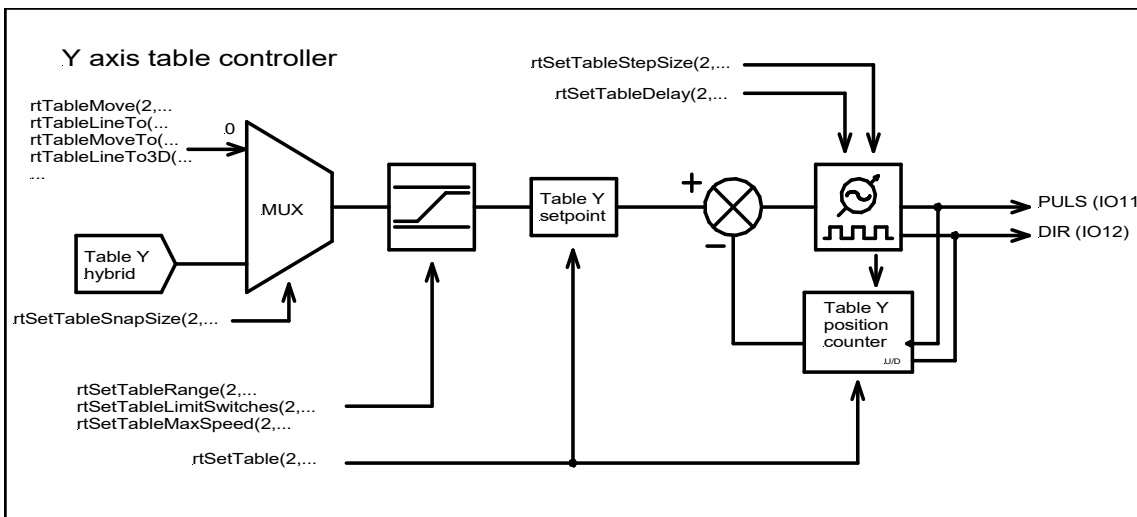 Y axis table controller
rtTableMove(2,...
rtTableLineTo(...
rtTableMoveTo(...
rtTableLineTo3D(...
...
0
MUX
Table Y
hybrid
rtSetTableSnapSize(2,...
rtSetTableRange(2,...
rtSetTableLimitSwitches(2,...
rtSetTableMaxSpeed(2,...
rtSetTable(2,...
Table Y
setpoint
+
−
rtSetTableStepSize(2,...
rtSetTableDelay(2,...
PULS (IO11
DIR (IO12)
Table Y
position
counter
U/D